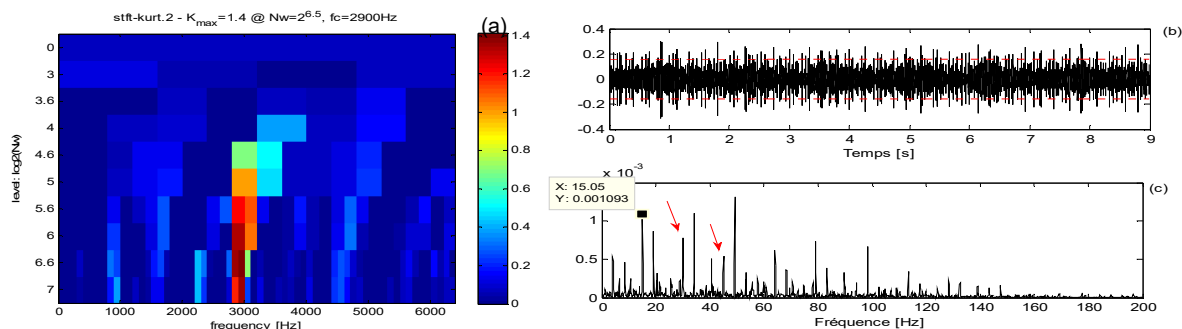 stft-kurt.2 - Kmax=1.4 @ Nw=2^6.5, fc=2900Hz
(a)
level: log2(Nw)
0
3
3.6
4
4.6
5
5.6
6
6.6
7
0 1000 2000 3000 4000 5000 6000
frequency [Hz]
1.4
1.2
1
0.8
0.6
0.4
0.2
0
(b)
0.4
0.2
0
-0.2
-0.4
0 1 2 3 4 5 6 7 8 9
Temps [s]
x 10^-3
(c)
X: 15.05
Y: 0.001093
1
0.5
0
0 20 40 60 80 100 120 140 160 180 200
Fréquence [Hz]